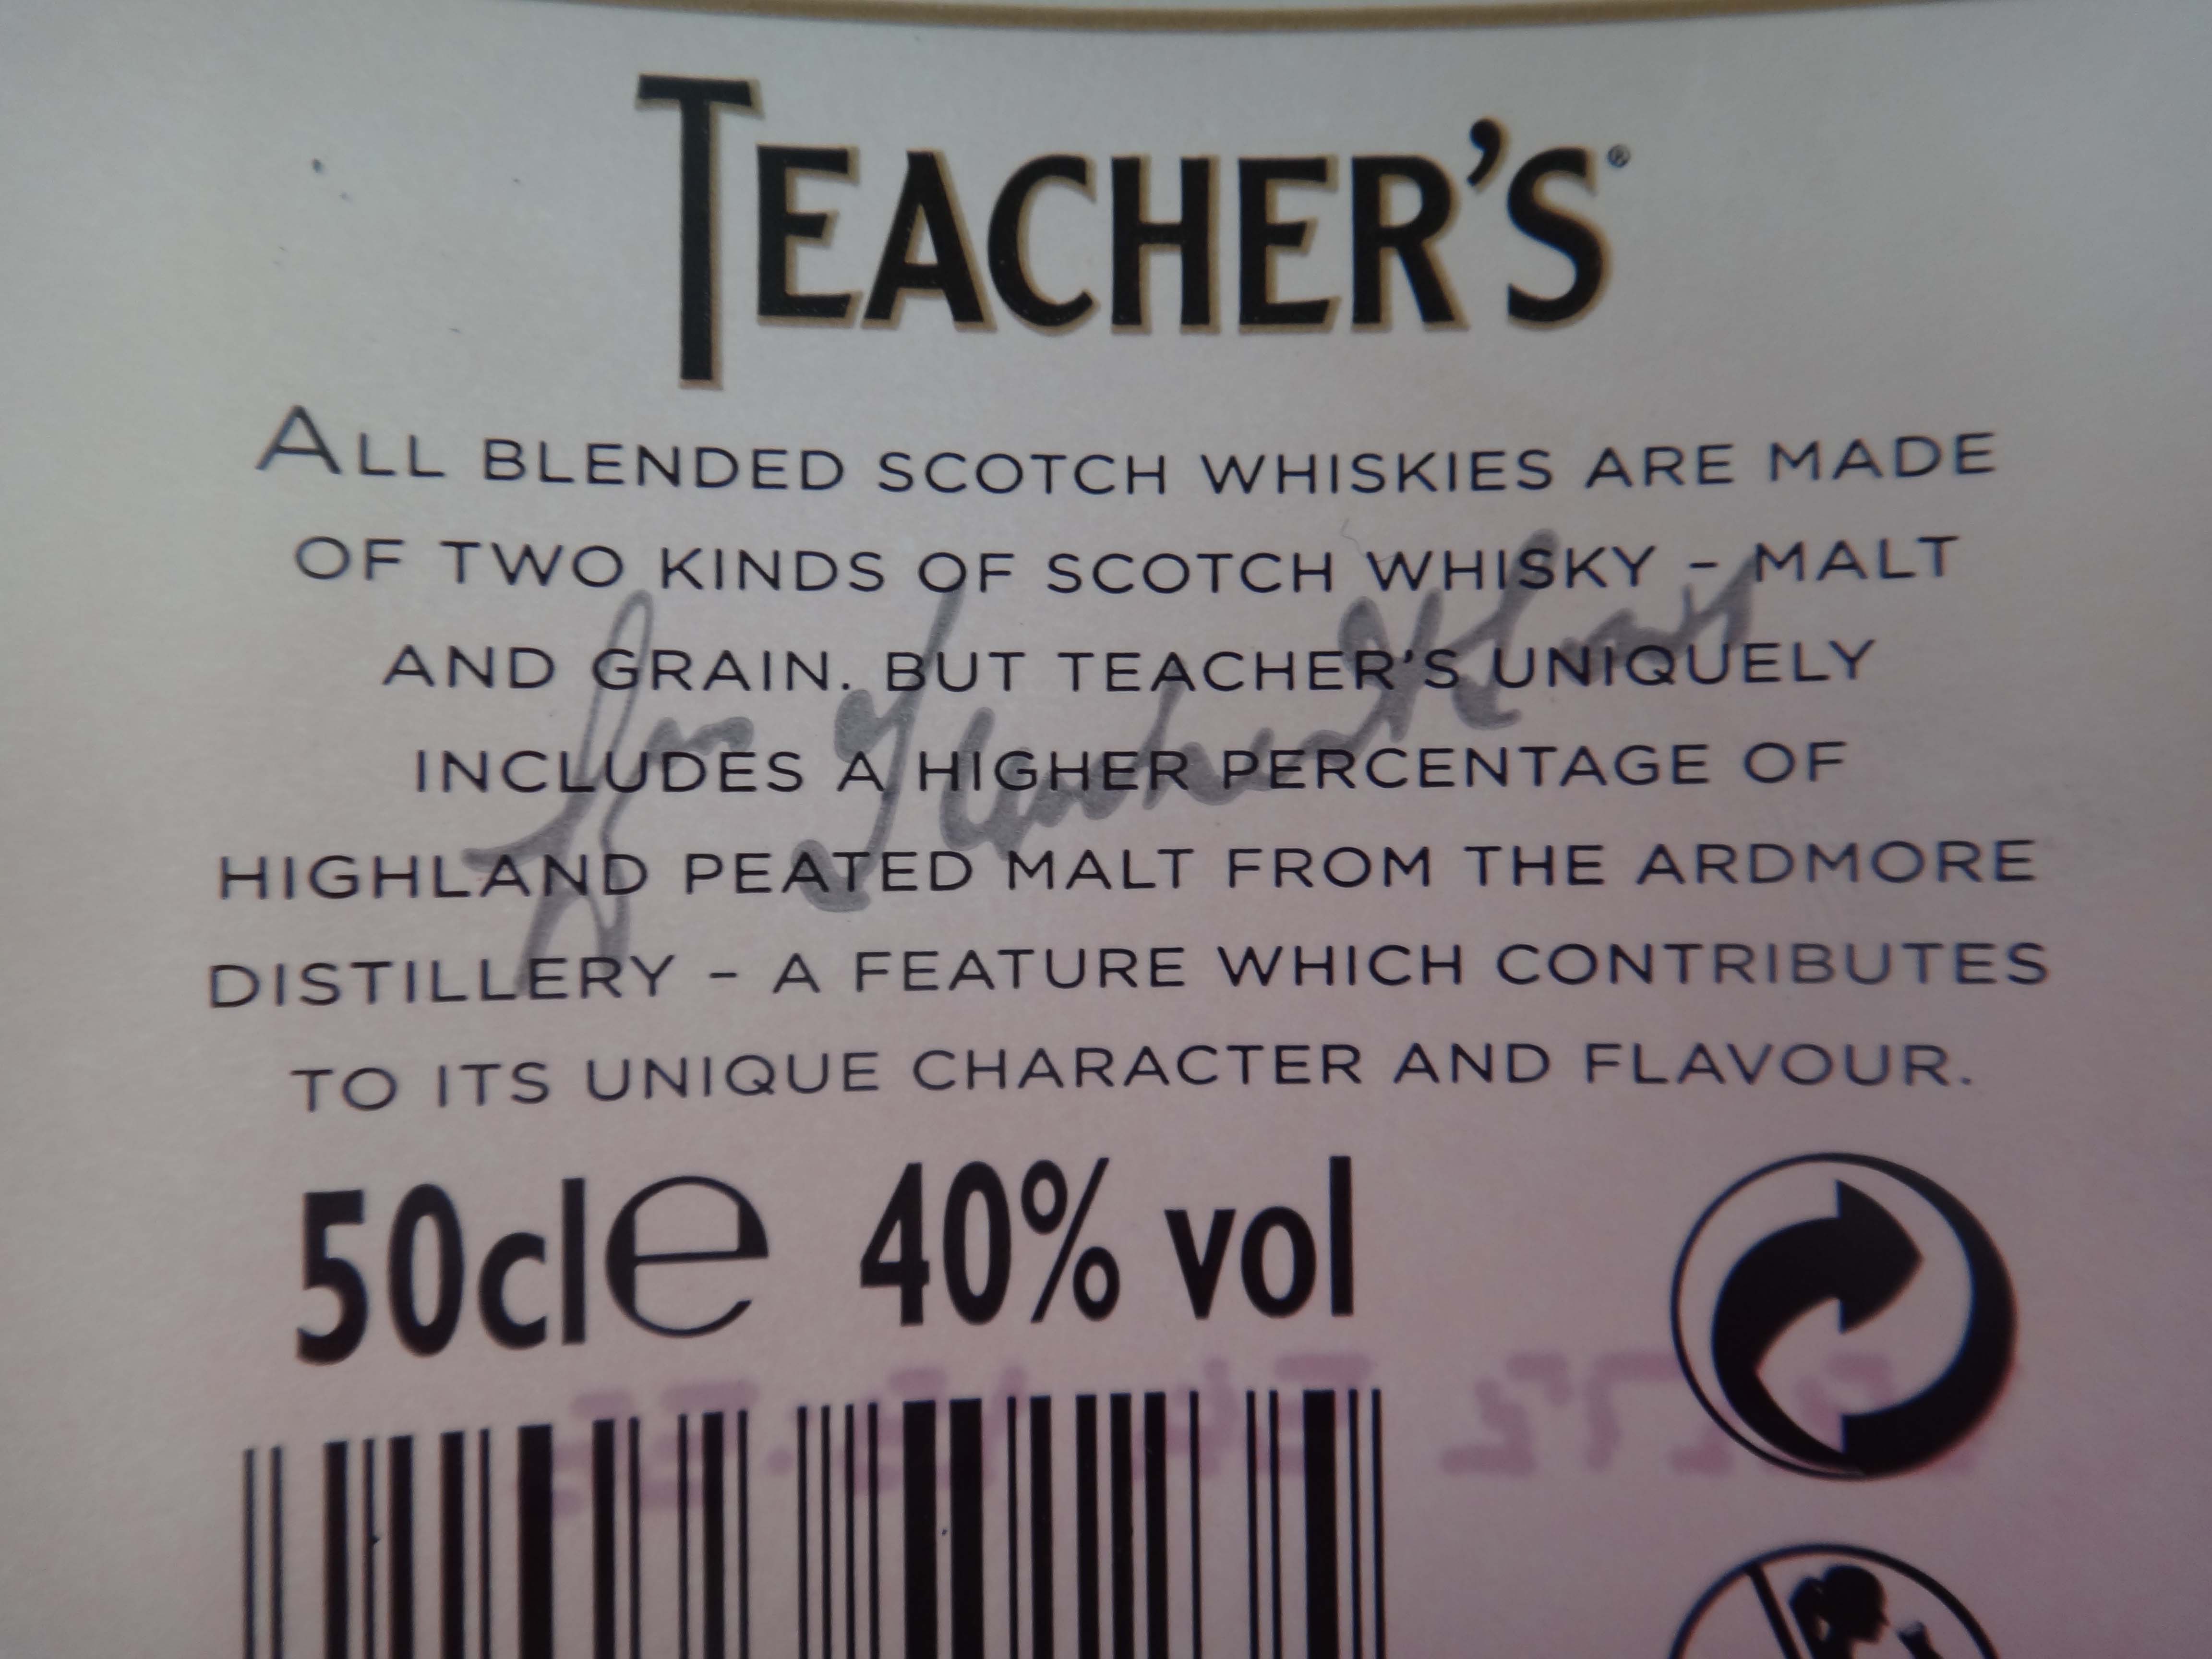 TEACHER'S®
ALL BLENDED SCOTCH WHISKIES ARE MADE
OF TWO KINDS OF SCOTCH WHISKY – MALT
AND GRAIN. BUT TEACHER'S UNIQUELY
INCLUDES A HIGHER PERCENTAGE OF
HIGHLAND PEATED MALT FROM THE ARDMORE
DISTILLERY – A FEATURE WHICH CONTRIBUTES
TO ITS UNIQUE CHARACTER AND FLAVOUR.
50cl e 40% vol